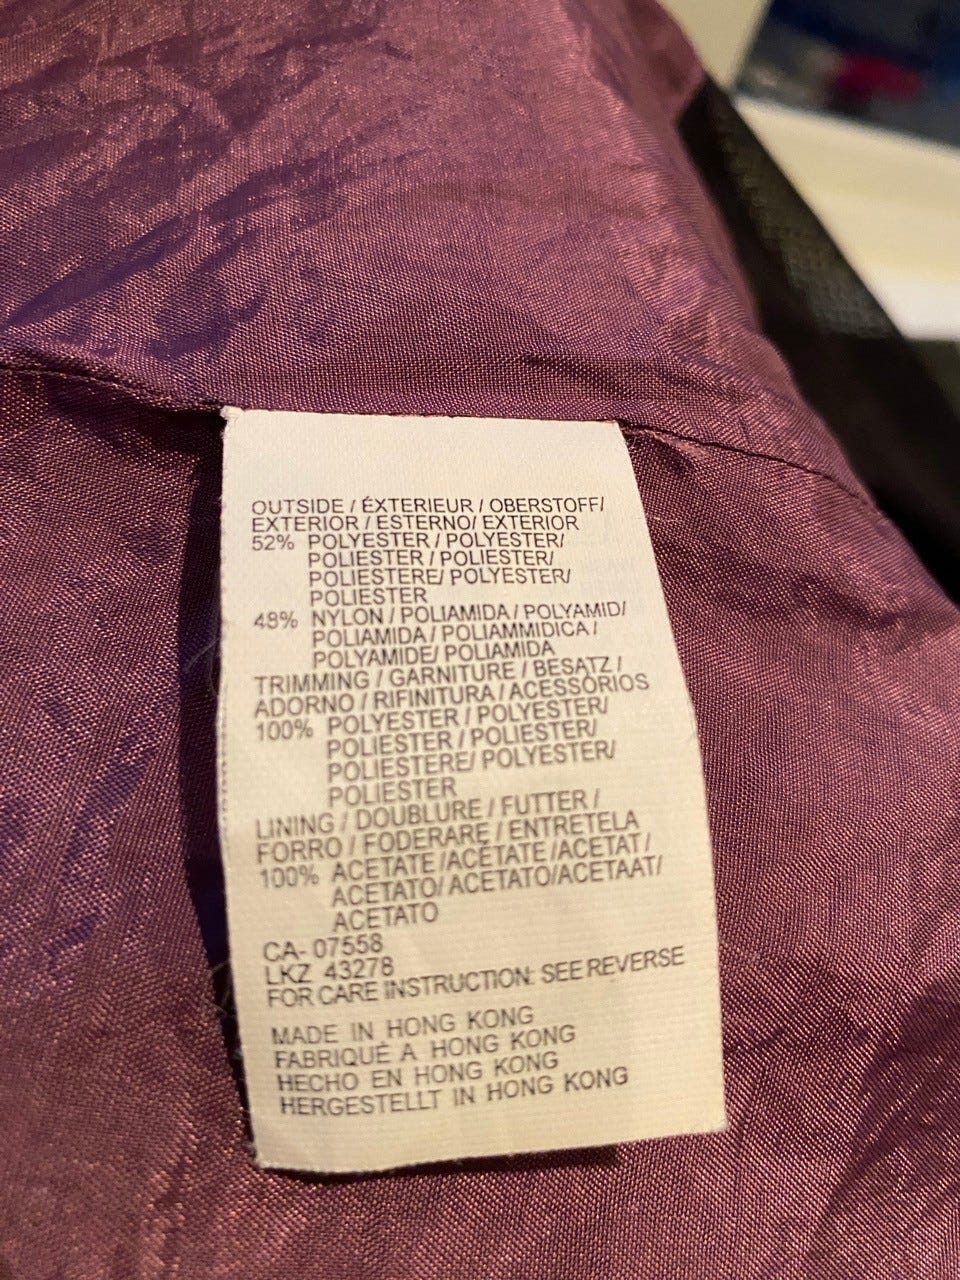 OUTSIDE / ÉXTERIEUR / OBERSTOFF/
EXTERIOR / ESTERNO/ EXTERIOR
52% POLYESTER / POLYESTER/
POLIESTER / POLIESTER/
POLIESTERE/ POLYESTER/
POLIESTER
48% NYLON / POLIAMIDA / POLYAMID/
POLIAMIDA / POLIAMMIDICA /
POLYAMIDE/ POLIAMIDA
TRIMMING / GARNITURE / BESATZ /
ADORNO / RIFINITURA / ACESSÓRIOS
100% POLYESTER / POLYESTER/
POLIESTER / POLIESTER/
POLIESTERE/ POLYESTER/
POLIESTER
LINING / DOUBLURE / FUTTER /
FORRO / FODERARE / ENTRETELA
100% ACETATE /ACÉTATE /ACETAT /
ACETATO/ ACETATO/ACETAAT/
ACETATO
CA- 07558
LKZ 43278
FOR CARE INSTRUCTION: SEE REVERSE
MADE IN HONG KONG
FABRIQUÉ A HONG KONG
HECHO EN HONG KONG
HERGESTELLT IN HONG KONG